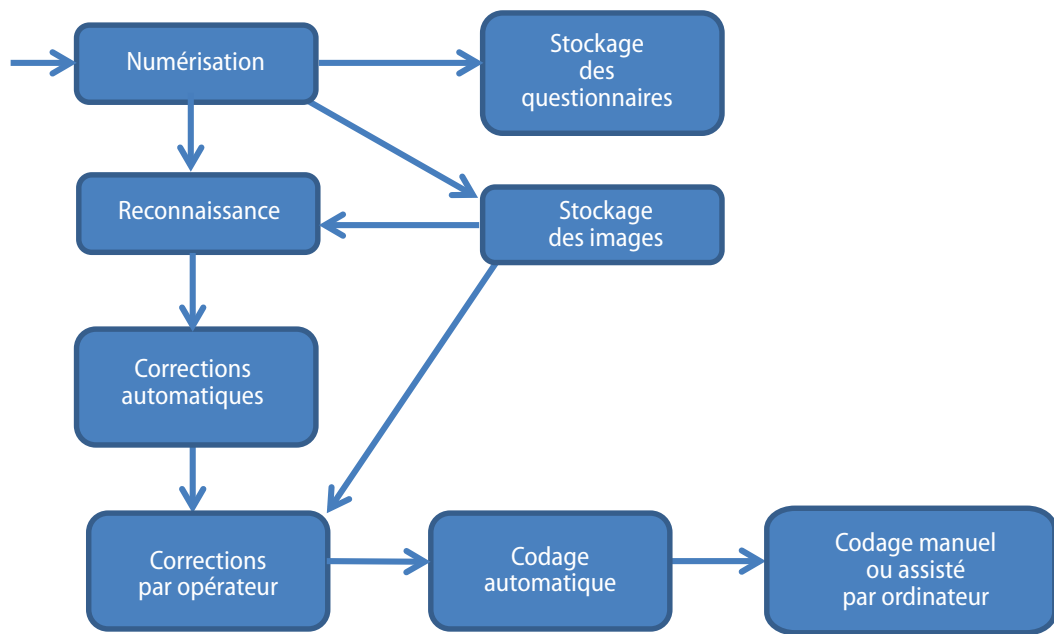 Numérisation
Stockage
des
questionnaires
Reconnaissance
Stockage
des images
Corrections
automatiques
Corrections
par opérateur
Codage
automatique
Codage manuel
ou assisté
par ordinateur